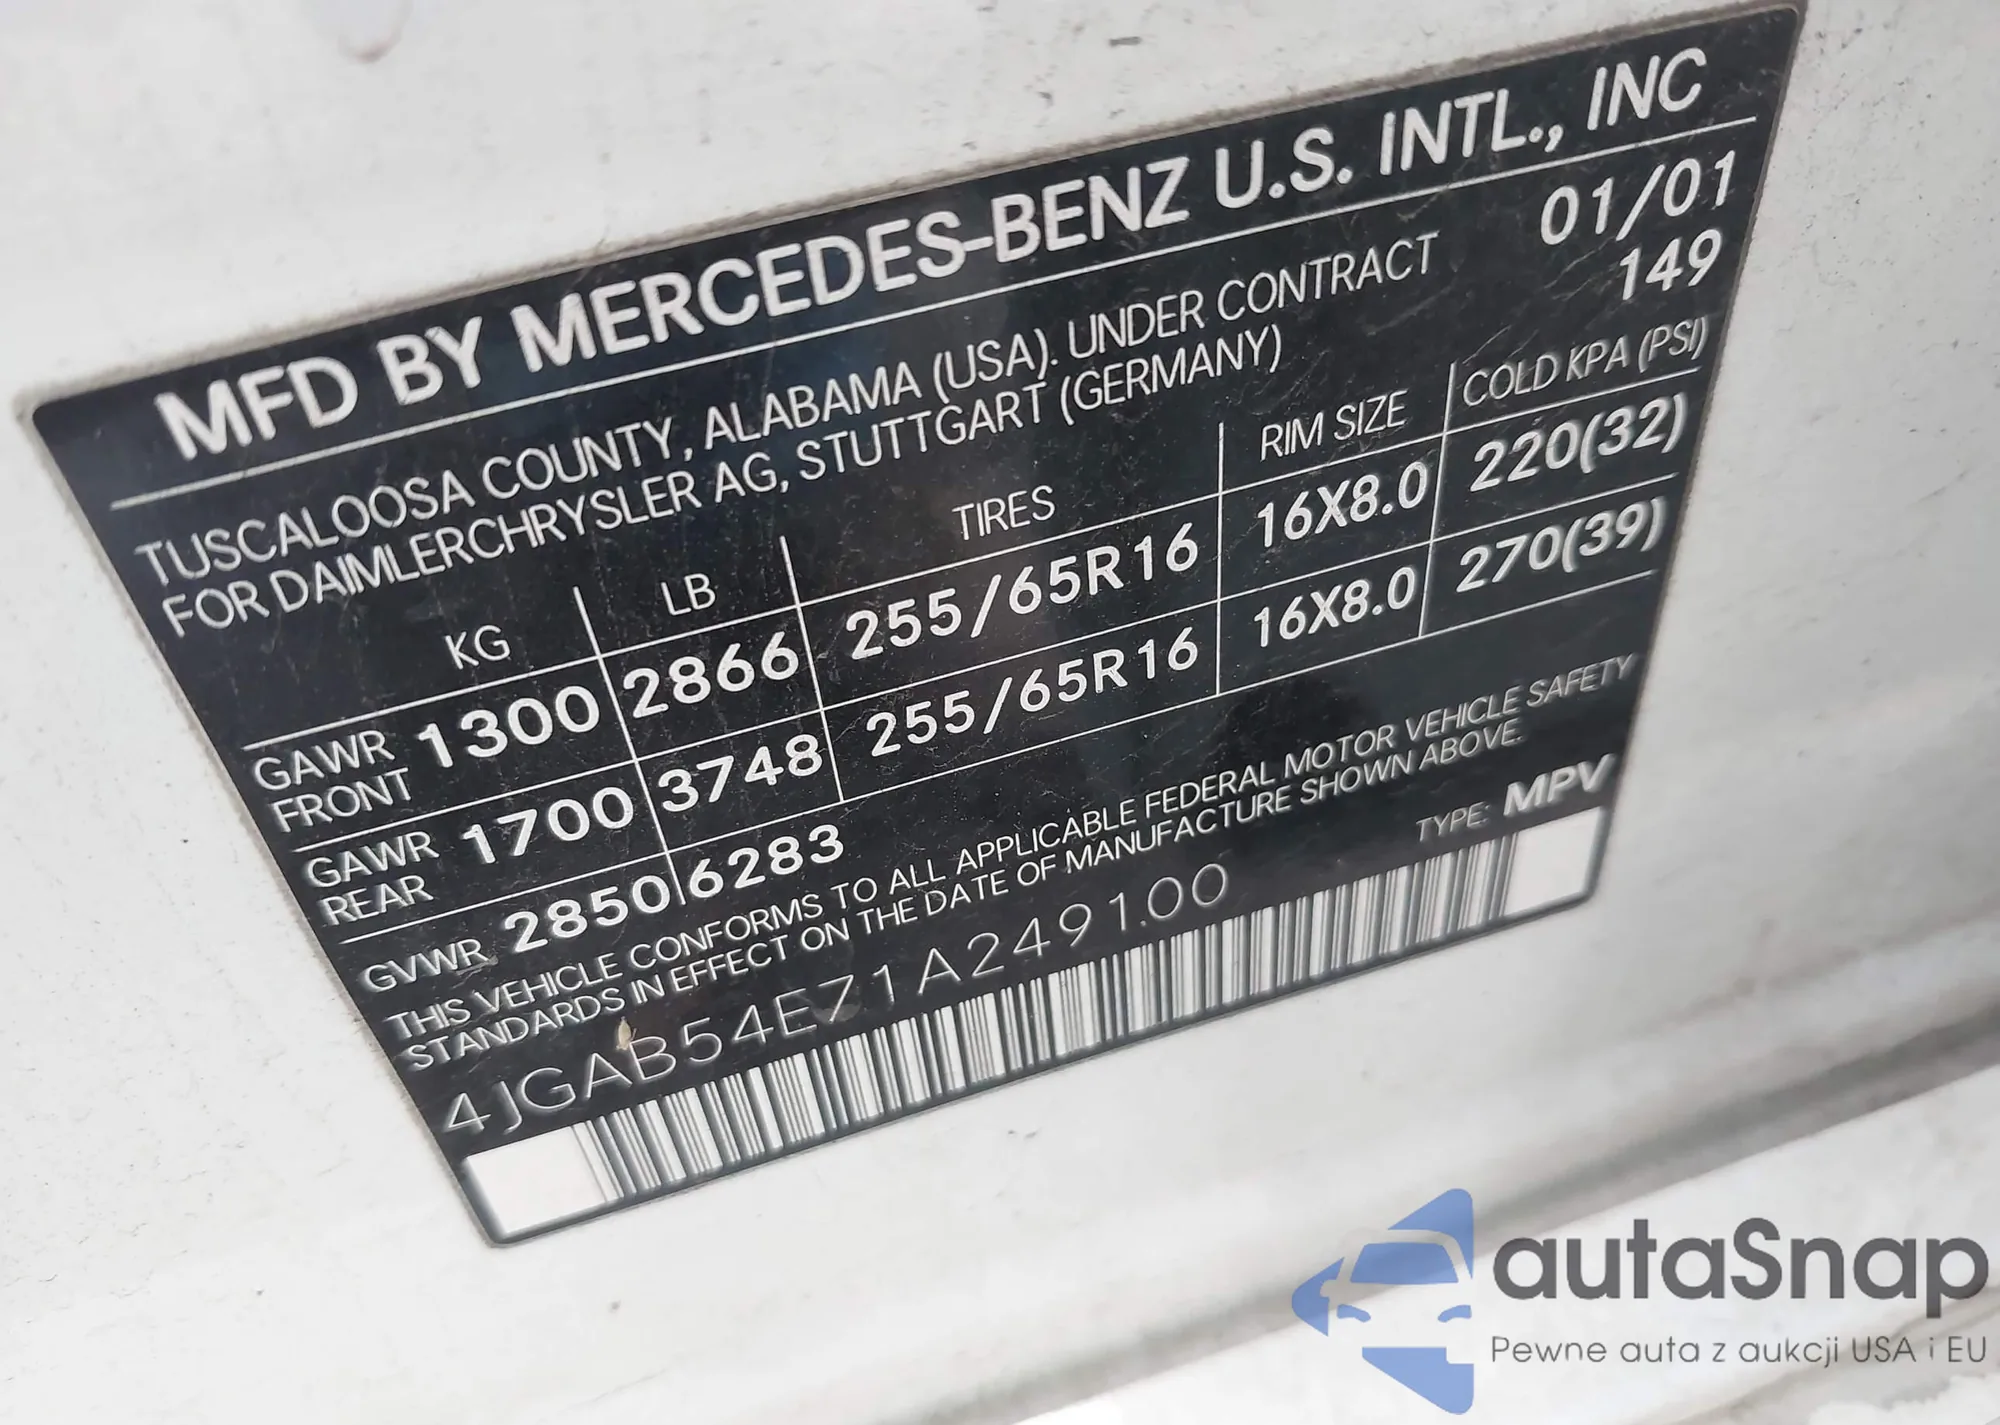 MFD BY MERCEDES-BENZ U.S. INTL., INC
TUSCALOOSA COUNTY, ALABAMA (USA). UNDER CONTRACT 01/01
FOR DAIMLERCHRYSLER AG, STUTTGART (GERMANY) 149
KG LB TIRES RIM SIZE COLD KPA (PSI)
GAWR FRONT 1300 2866 255/65R16 16X8.0 220(32)
GAWR REAR 1700 3748 255/65R16 16X8.0 270(39)
GVWR 2850 6283
THIS VEHICLE CONFORMS TO ALL APPLICABLE FEDERAL MOTOR VEHICLE SAFETY
STANDARDS IN EFFECT ON THE DATE OF MANUFACTURE SHOWN ABOVE.
4JGAB54E71A249100 TYPE: MPV
autaSnap
Pewne auta z aukcji USA i EU